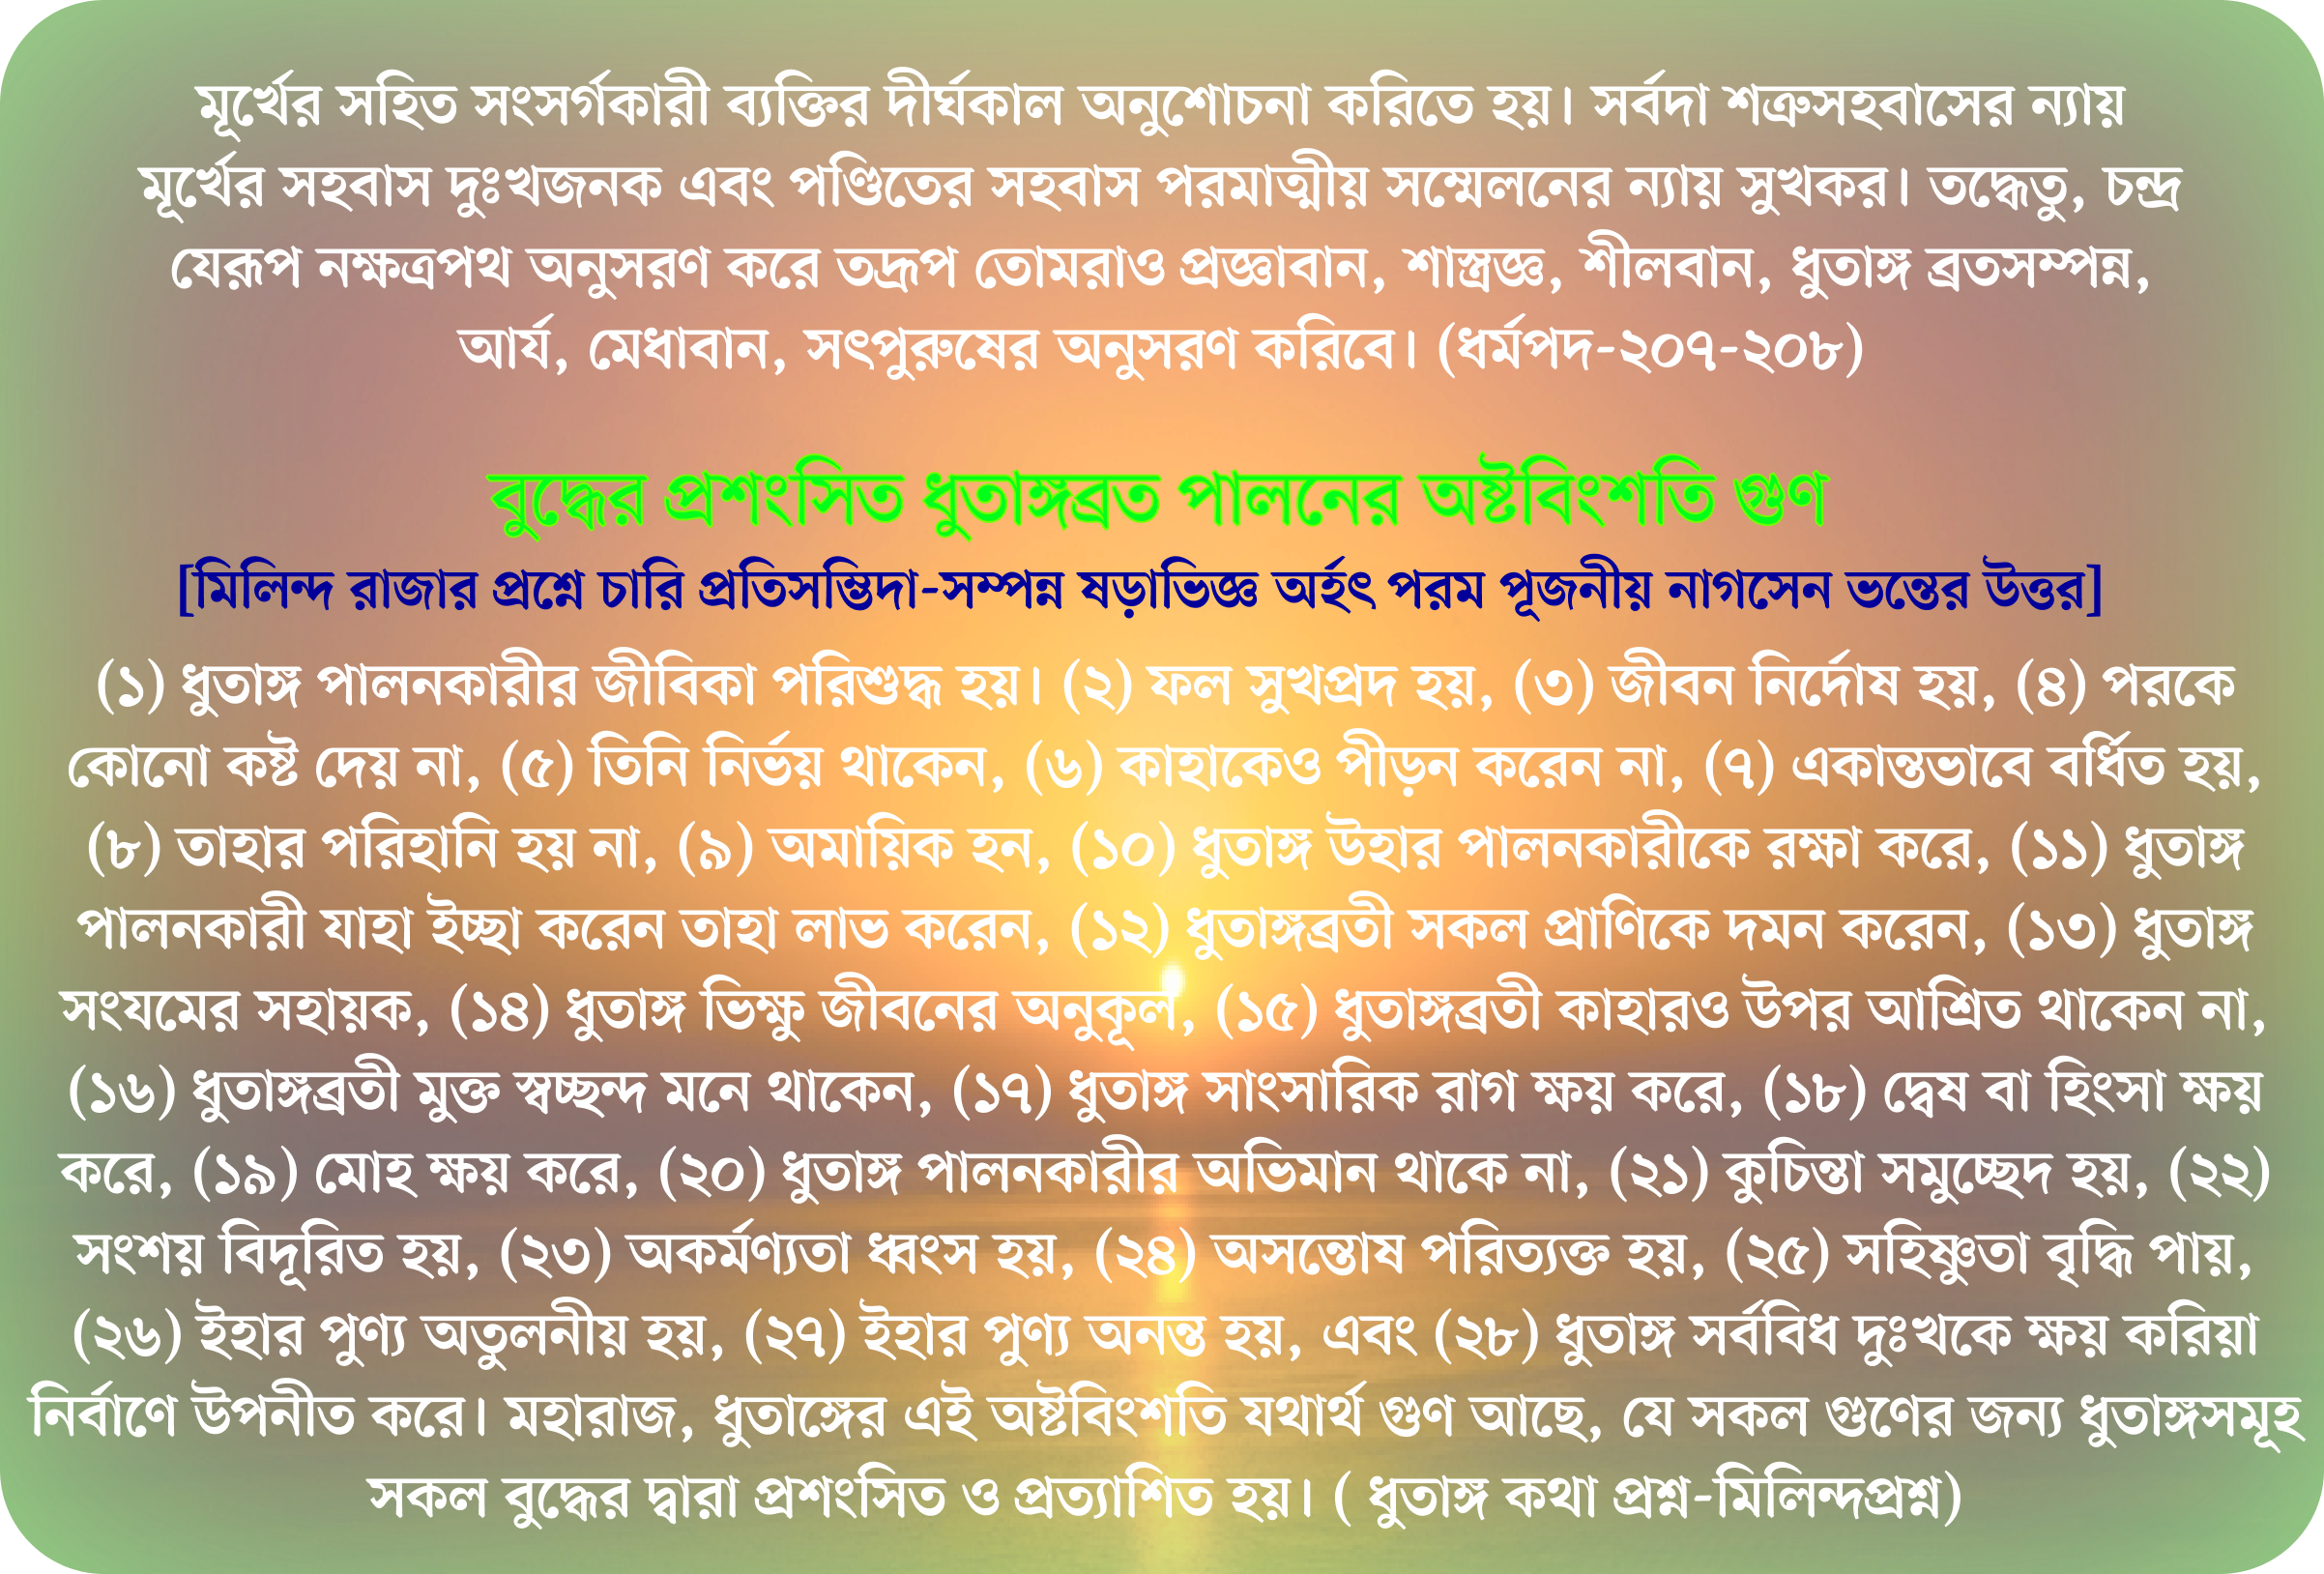 মূর্খের সহিত সংসর্গকারী ব্যক্তির দীর্ঘকাল অনুশোচনা করিতে হয়। সর্বদা শত্রুসহবাসের ন্যায়
মূর্খের সহবাস দুঃখজনক এবং পণ্ডিতের সহবাস পরমাত্মীয় সম্মেলনের ন্যায় সুখকর। তদ্ধেতু, চন্দ্র
যেরূপ নক্ষত্রপথ অনুসরণ করে তদ্রূপ তোমরাও প্রজ্ঞাবান, শাস্ত্রজ্ঞ, শীলবান, ধুতাঙ্গ ব্রতসম্পন্ন,
আর্য, মেধাবান, সৎপুরুষের অনুসরণ করিবে। (ধর্মপদ-২০৭-২০৮)
বুদ্ধের প্রশংসিত ধুতাঙ্গব্রত পালনের অষ্টবিংশতি গুণ
[মিলিন্দ রাজার প্রশ্নে চারি প্রতিসম্ভিদা-সম্পন্ন ষড়াভিজ্ঞ অর্হৎ পরম পূজনীয় নাগসেন ভন্তের উত্তর]
(১) ধুতাঙ্গ পালনকারীর জীবিকা পরিশুদ্ধ হয়। (২) ফল সুখপ্রদ হয়, (৩) জীবন নির্দোষ হয়, (৪) পরকে
কোনো কষ্ট দেয় না, (৫) তিনি নির্ভয় থাকেন, (৬) কাহাকেও পীড়ন করেন না, (৭) একান্তভাবে বর্ধিত হয়,
(৮) তাহার পরিহানি হয় না, (৯) অমায়িক হন, (১০) ধুতাঙ্গ উহার পালনকারীকে রক্ষা করে, (১১) ধুতাঙ্গ
পালনকারী যাহা ইচ্ছা করেন তাহা লাভ করেন, (১২) ধুতাঙ্গব্রতী সকল প্রাণিকে দমন করেন, (১৩) ধুতাঙ্গ
সংযমের সহায়ক, (১৪) ধুতাঙ্গ ভিক্ষু জীবনের অনুকূল, (১৫) ধুতাঙ্গব্রতী কাহারও উপর আশ্রিত থাকেন না,
(১৬) ধুতাঙ্গব্রতী মুক্ত স্বচ্ছন্দ মনে থাকেন, (১৭) ধুতাঙ্গ সাংসারিক রাগ ক্ষয় করে, (১৮) দ্বেষ বা হিংসা ক্ষয়
করে, (১৯) মোহ ক্ষয় করে, (২০) ধুতাঙ্গ পালনকারীর অভিমান থাকে না, (২১) কুচিন্তা সমুচ্ছেদ হয়, (২২)
সংশয় বিদূরিত হয়, (২৩) অকর্মণ্যতা ধ্বংস হয়, (২৪) অসন্তোষ পরিত্যক্ত হয়, (২৫) সহিষ্ণুতা বৃদ্ধি পায়,
(২৬) ইহার পুণ্য অতুলনীয় হয়, (২৭) ইহার পুণ্য অনন্ত হয়, এবং (২৮) ধুতাঙ্গ সর্ববিধ দুঃখকে ক্ষয় করিয়া
নির্বাণে উপনীত করে। মহারাজ, ধুতাঙ্গের এই অষ্টবিংশতি যথার্থ গুণ আছে, যে সকল গুণের জন্য ধুতাঙ্গসমূহ
সকল বুদ্ধের দ্বারা প্রশংসিত ও প্রত্যাশিত হয়। ( ধুতাঙ্গ কথা প্রশ্ন-মিলিন্দপ্রশ্ন)